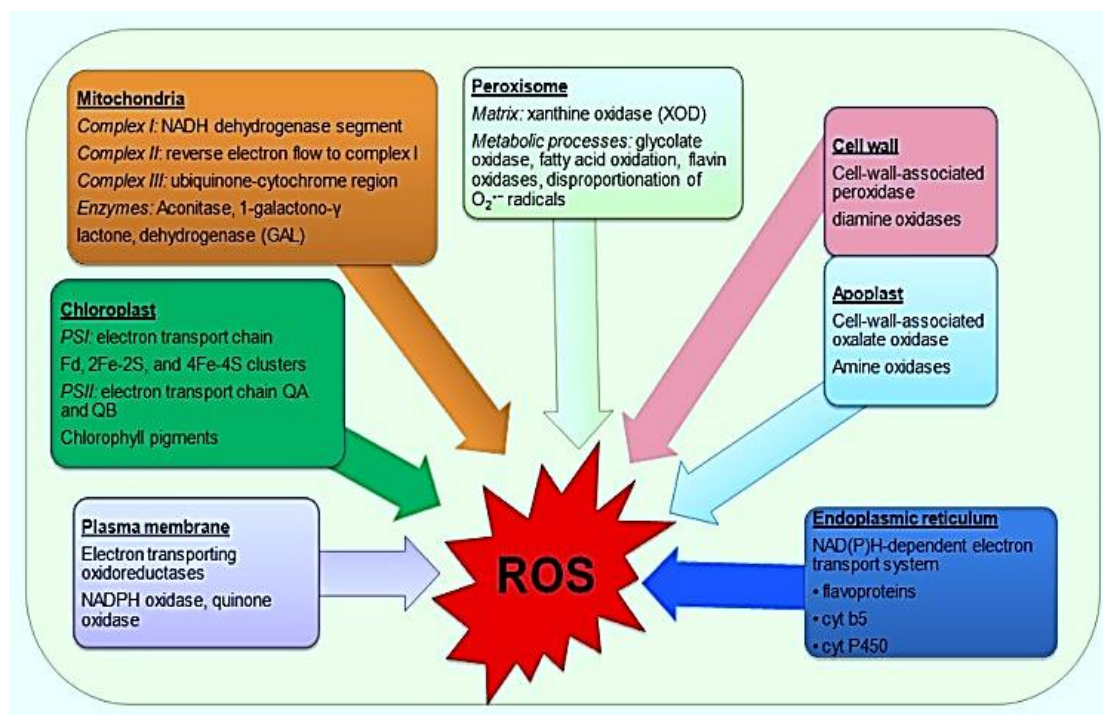 Mitochondria
Complex I: NADH dehydrogenase segment
Complex II: reverse electron flow to complex I
Complex III: ubiquinone-cytochrome region
Enzymes: Aconitase, 1-galactono-γ
lactone, dehydrogenase (GAL)
Peroxisome
Matrix: xanthine oxidase (XOD)
Metabolic processes: glycolate
oxidase, fatty acid oxidation, flavin
oxidases, disproportionation of
O₂•− radicals
Cell wall
Cell-wall-associated
peroxidase
diamine oxidases
Chloroplast
PSI: electron transport chain
Fd, 2Fe-2S, and 4Fe-4S clusters
PSII: electron transport chain QA
and QB
Chlorophyll pigments
Apoplast
Cell-wall-associated
oxalate oxidase
Amine oxidases
Plasma membrane
Electron transporting
oxidoreductases
NADPH oxidase, quinone
oxidase
ROS
Endoplasmic reticulum
NAD(P)H-dependent electron
transport system
• flavoproteins
• cyt b5
• cyt P450